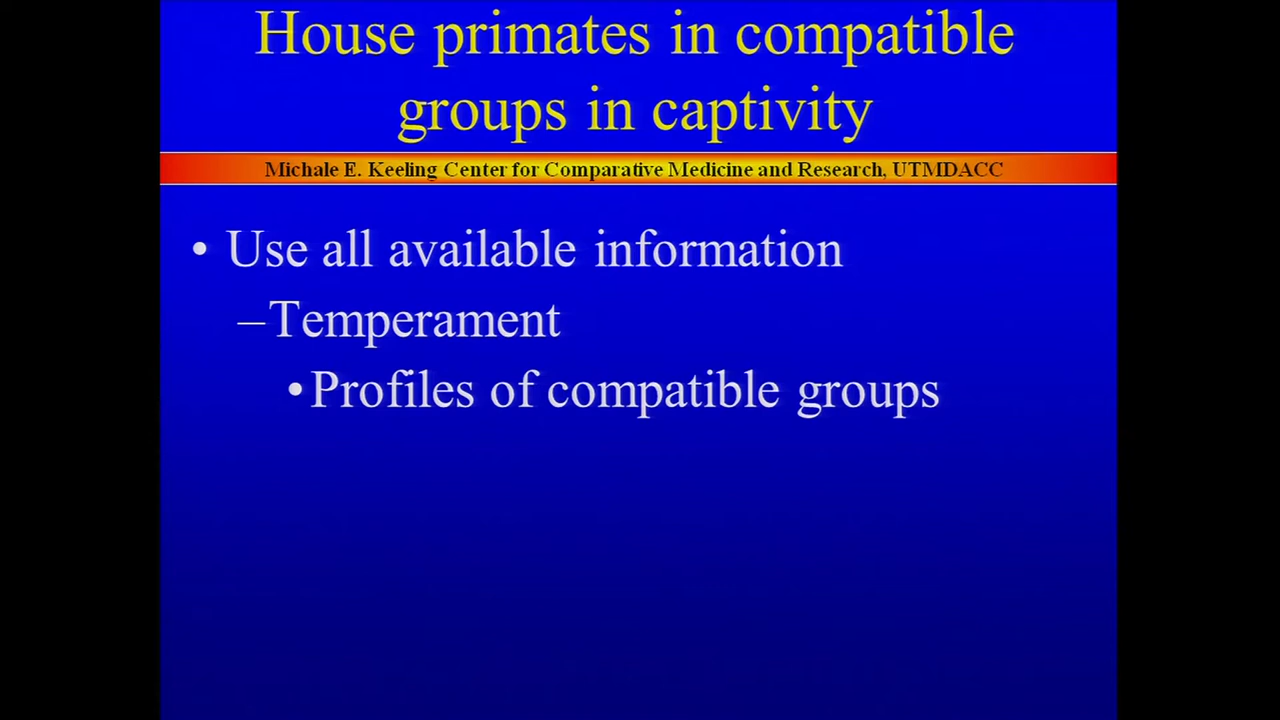 House primates in compatible
groups in captivity
Michale E. Keeling Center for Comparative Medicine and Research, UTMDACC
• Use all available information
–Temperament
•Profiles of compatible groups